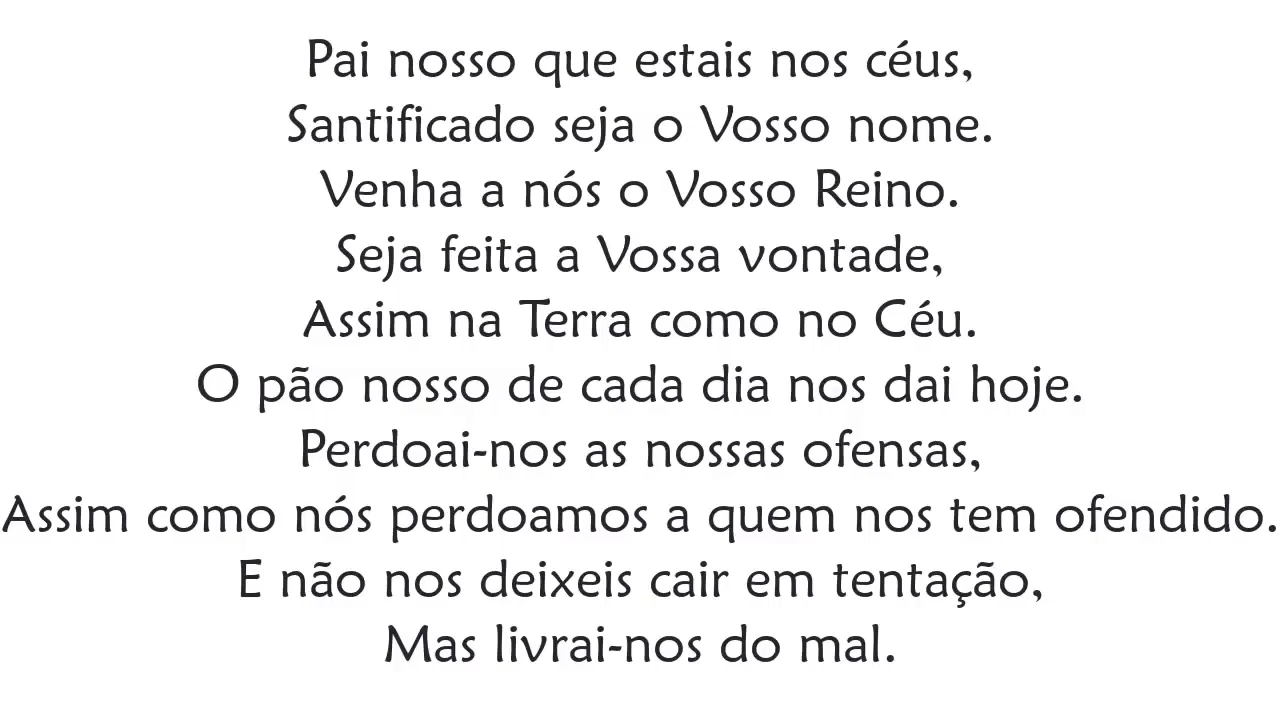 Pai nosso que estais nos céus,
Santificado seja o Vosso nome.
Venha a nós o Vosso Reino.
Seja feita a Vossa vontade,
Assim na Terra como no Céu.
O pão nosso de cada dia nos dai hoje.
Perdoai-nos as nossas ofensas,
Assim como nós perdoamos a quem nos tem ofendido.
E não nos deixeis cair em tentação,
Mas livrai-nos do mal.